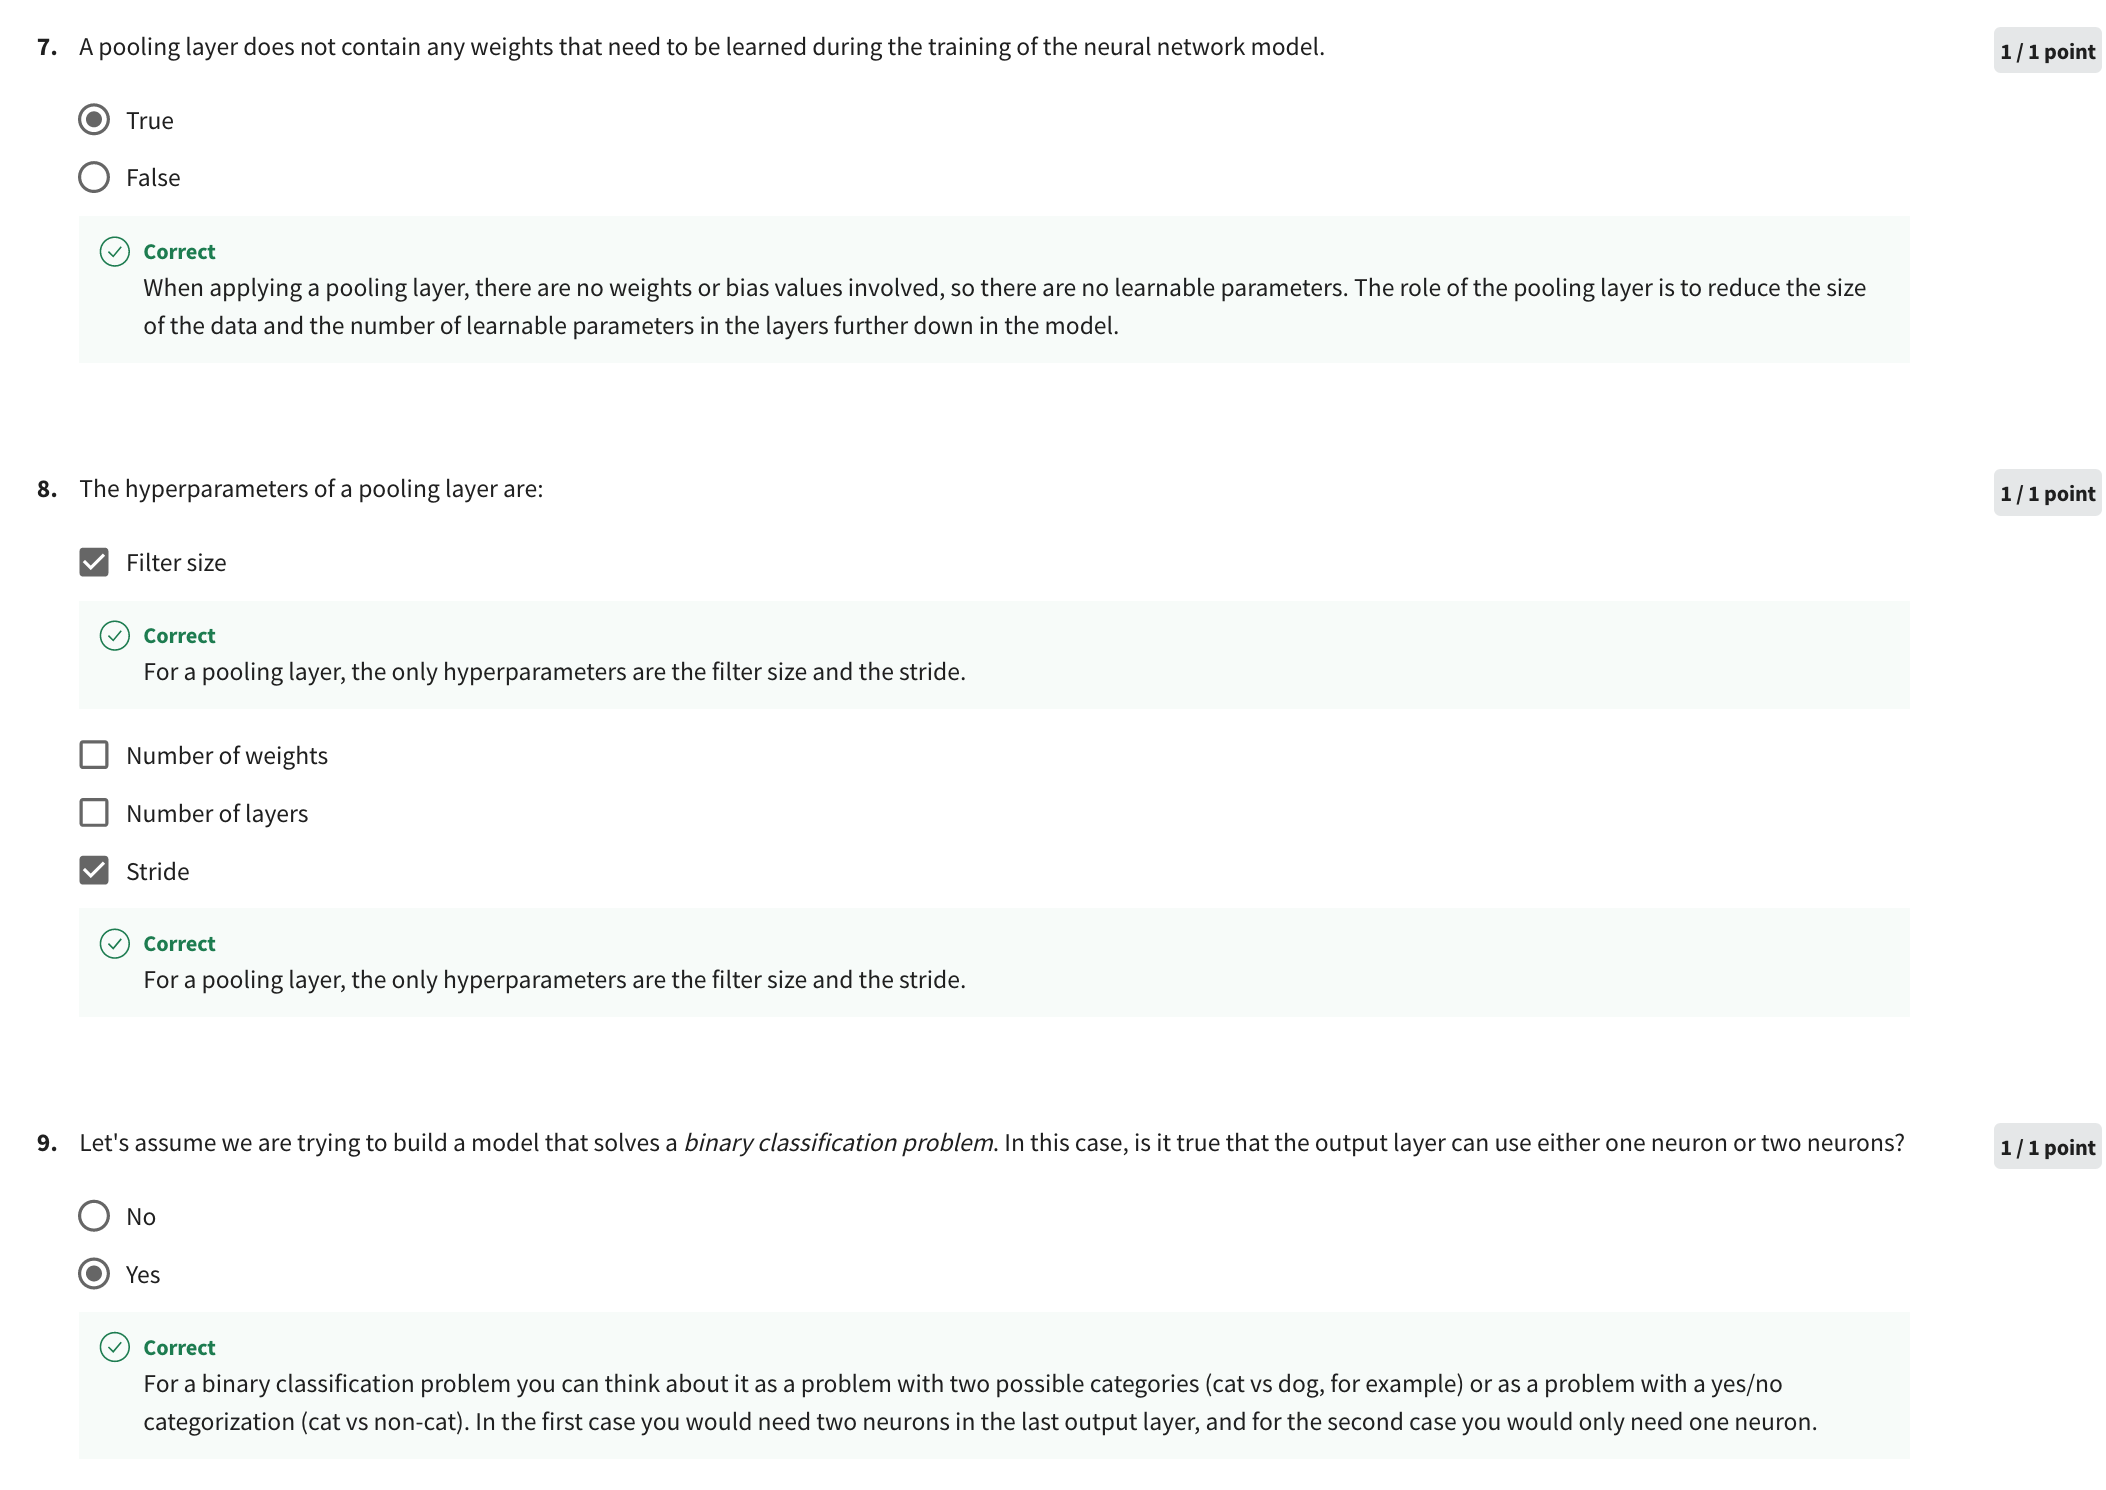 7. A pooling layer does not contain any weights that need to be learned during the training of the neural network model.
1 / 1 point
True
False
Correct
When applying a pooling layer, there are no weights or bias values involved, so there are no learnable parameters. The role of the pooling layer is to reduce the size
of the data and the number of learnable parameters in the layers further down in the model.
8. The hyperparameters of a pooling layer are:
1 / 1 point
Filter size
Correct
For a pooling layer, the only hyperparameters are the filter size and the stride.
Number of weights
Number of layers
Stride
Correct
For a pooling layer, the only hyperparameters are the filter size and the stride.
9. Let's assume we are trying to build a model that solves a binary classification problem. In this case, is it true that the output layer can use either one neuron or two neurons?
1 / 1 point
No
Yes
Correct
For a binary classification problem you can think about it as a problem with two possible categories (cat vs dog, for example) or as a problem with a yes/no
categorization (cat vs non-cat). In the first case you would need two neurons in the last output layer, and for the second case you would only need one neuron.